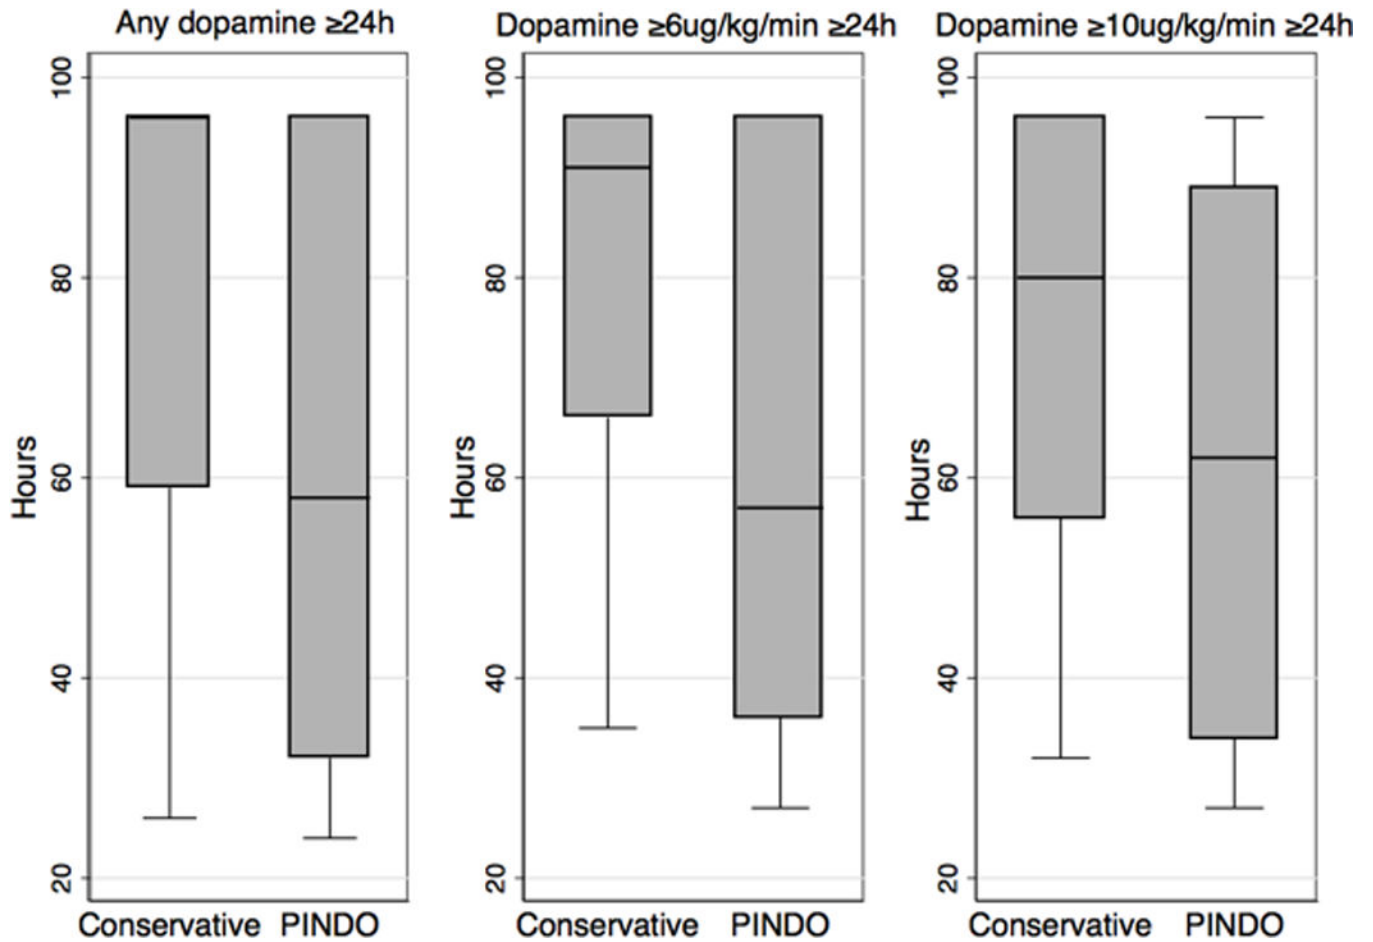 Any dopamine ≥24h
Hours
100
80
60
40
20
Conservative PINDO
Dopamine ≥6ug/kg/min ≥24h
Hours
100
80
60
40
20
Conservative PINDO
Dopamine ≥10ug/kg/min ≥24h
Hours
100
80
60
40
20
Conservative PINDO